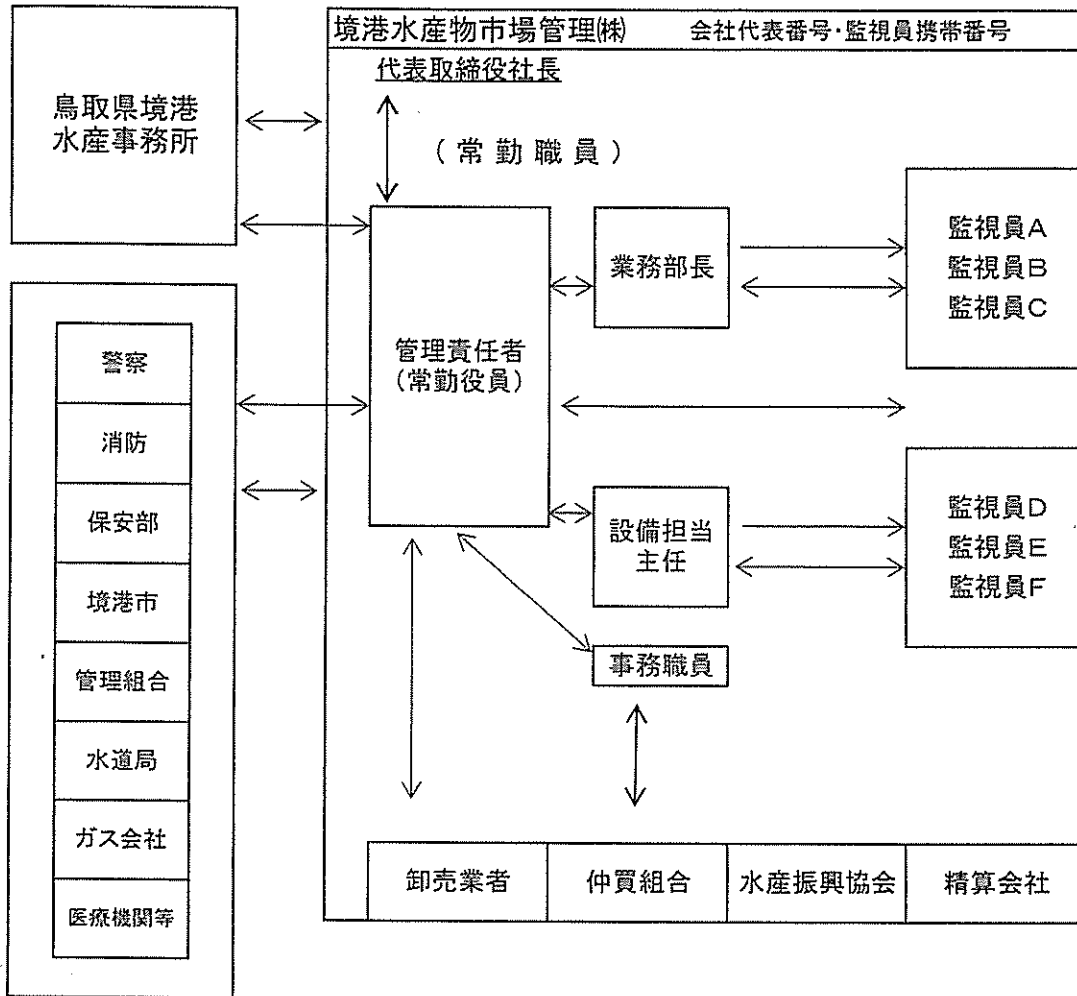 境港水産物市場管理㈱　会社代表番号・監視員携帯番号
代表取締役社長
鳥取県境港
水産事務所
（常勤職員）
業務部長
監視員A
監視員B
監視員C
管理責任者
（常勤役員）
警察
消防
保安部
境港市
管理組合
水道局
ガス会社
医療機関等
設備担当
主任
監視員D
監視員E
監視員F
事務職員
卸売業者
仲買組合
水産振興協会
精算会社